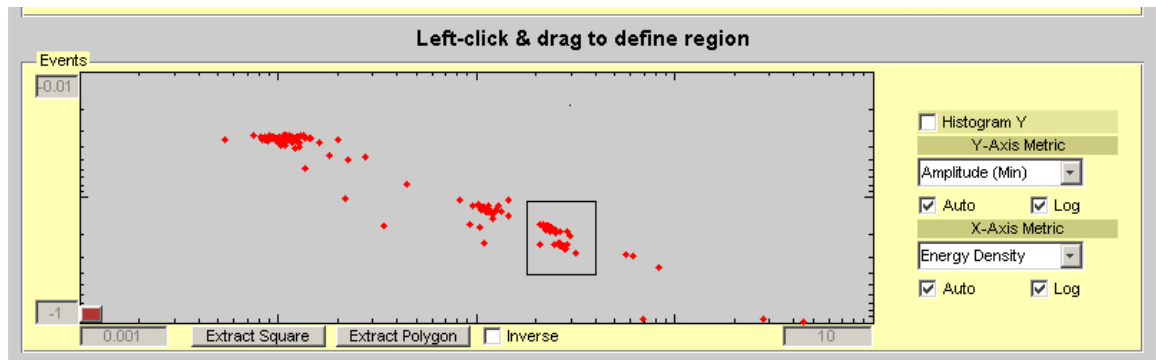 Left-click & drag to define region
Events
-0.01
Histogram Y
Y-Axis Metric
Amplitude (Min)
Auto
Log
X-Axis Metric
Energy Density
Auto
Log
-1
0.001
Extract Square
Extract Polygon
Inverse
10